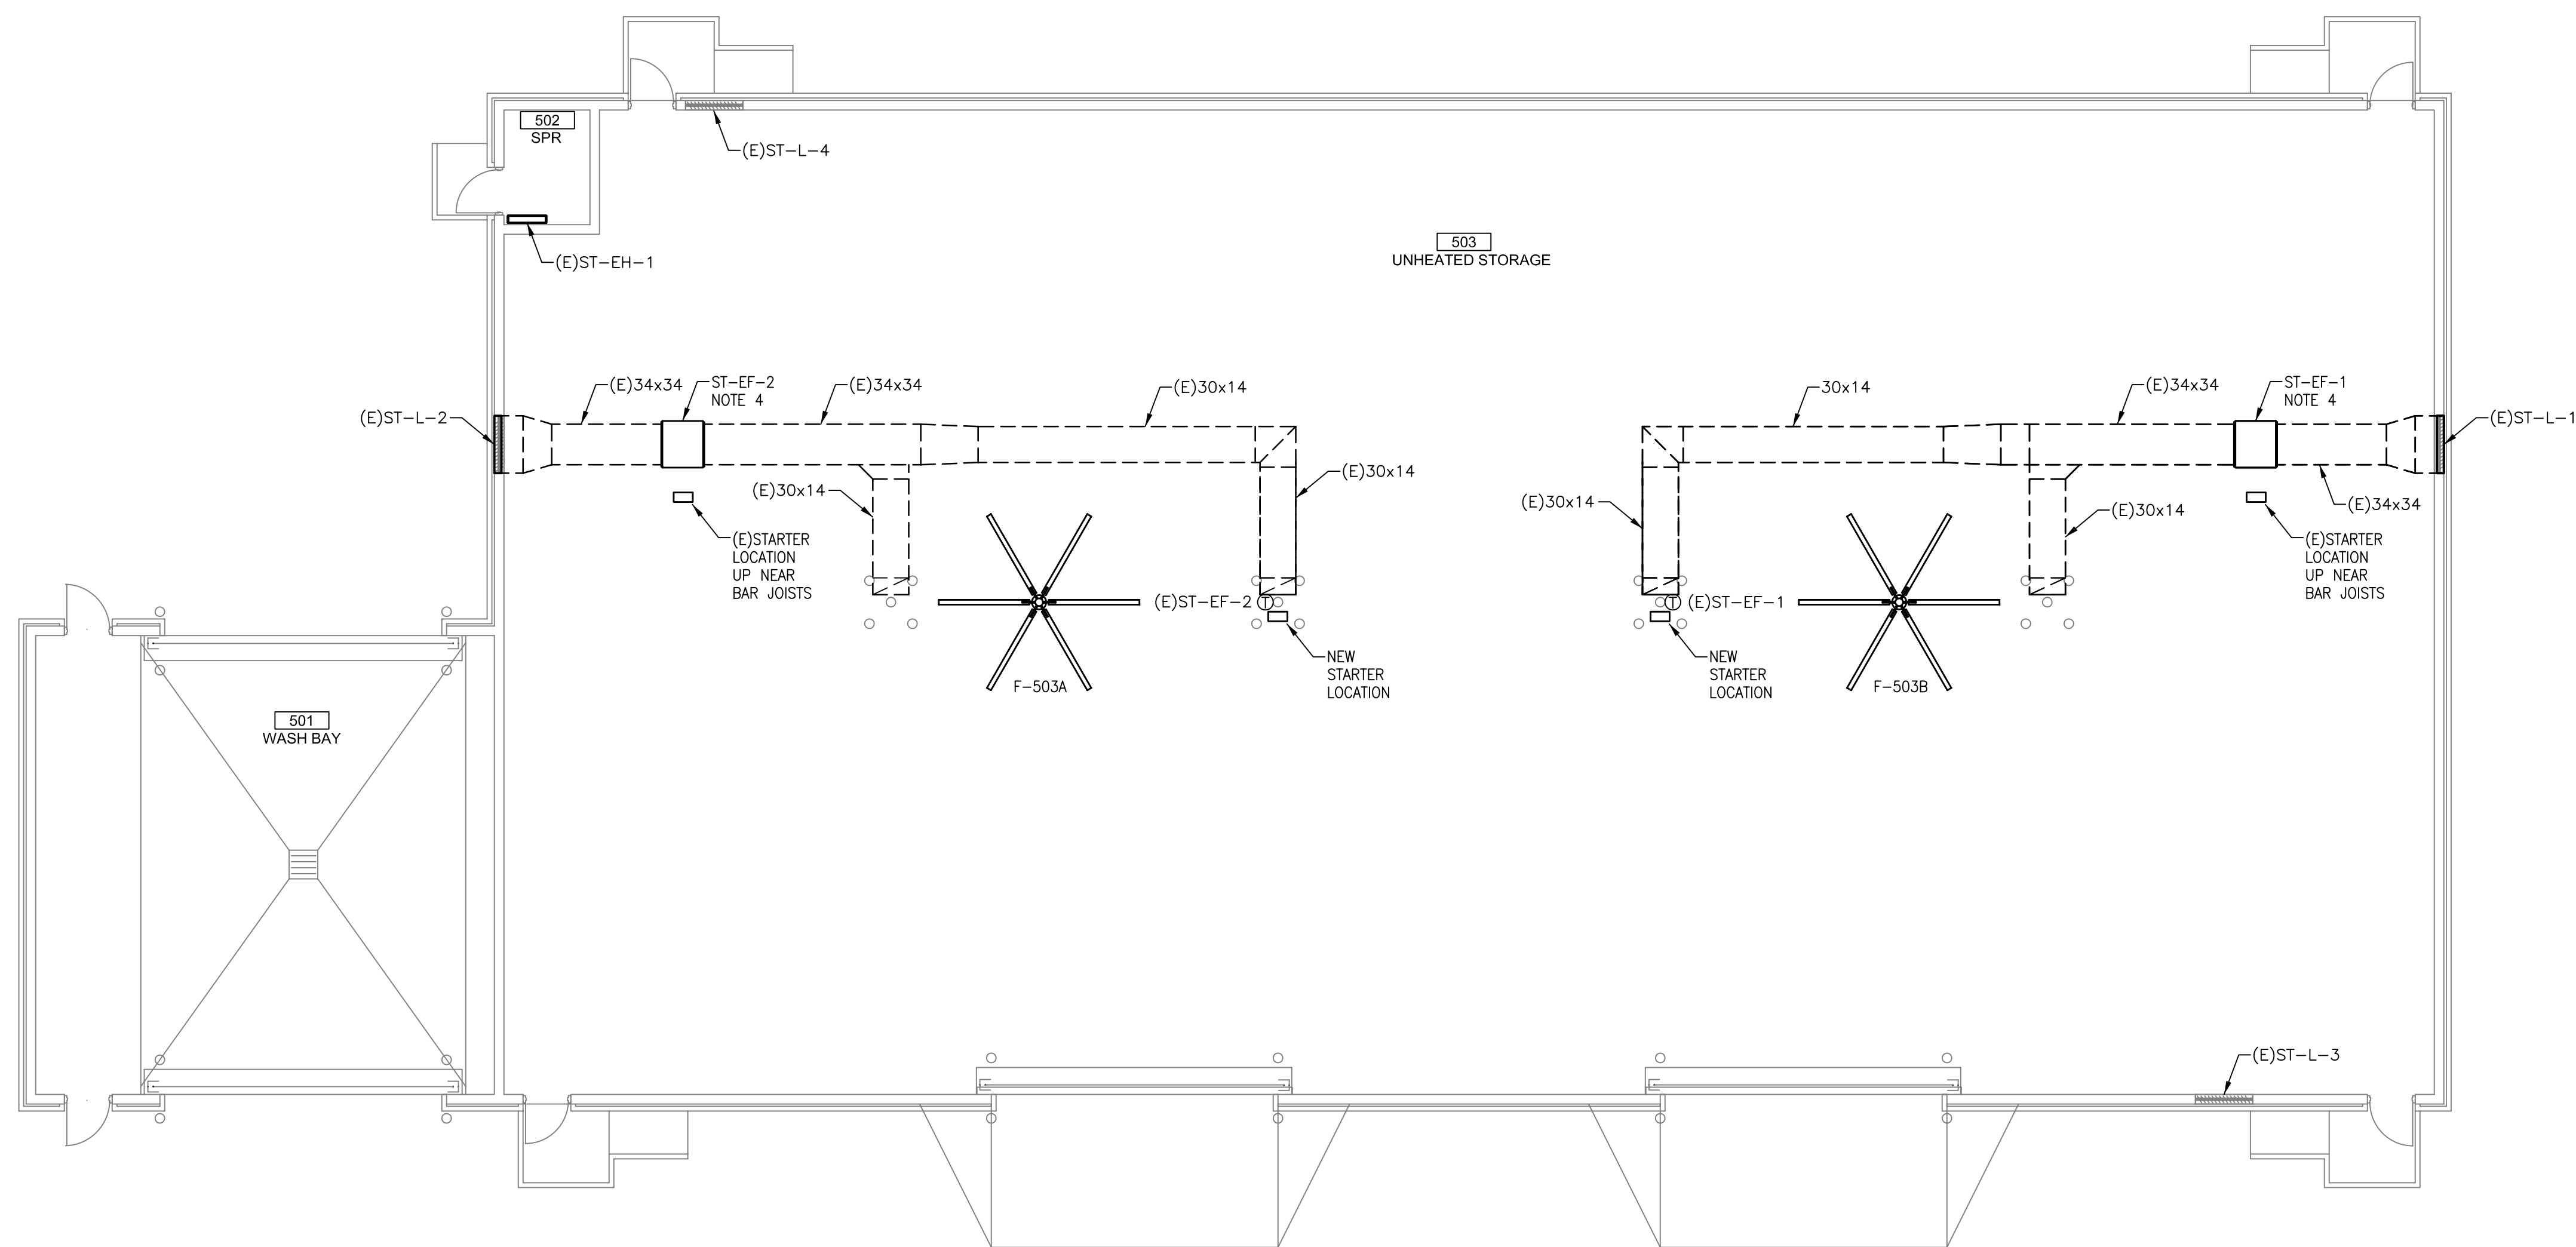 502
SPR
(E)ST-L-4
(E)ST-EH-1
503
UNHEATED STORAGE
(E)ST-L-2
(E)34x34
ST-EF-2
NOTE 4
(E)34x34
(E)30x14
30x14
(E)34x34
ST-EF-1
NOTE 4
(E)ST-L-1
(E)30x14
(E)30x14
(E)30x14
(E)30x14
(E)34x34
(E)STARTER
LOCATION
UP NEAR
BAR JOISTS
(E)STARTER
LOCATION
UP NEAR
BAR JOISTS
(E)ST-EF-2 T
T (E)ST-EF-1
F-503A
NEW
STARTER
LOCATION
NEW
STARTER
LOCATION
F-503B
501
WASH BAY
(E)ST-L-3